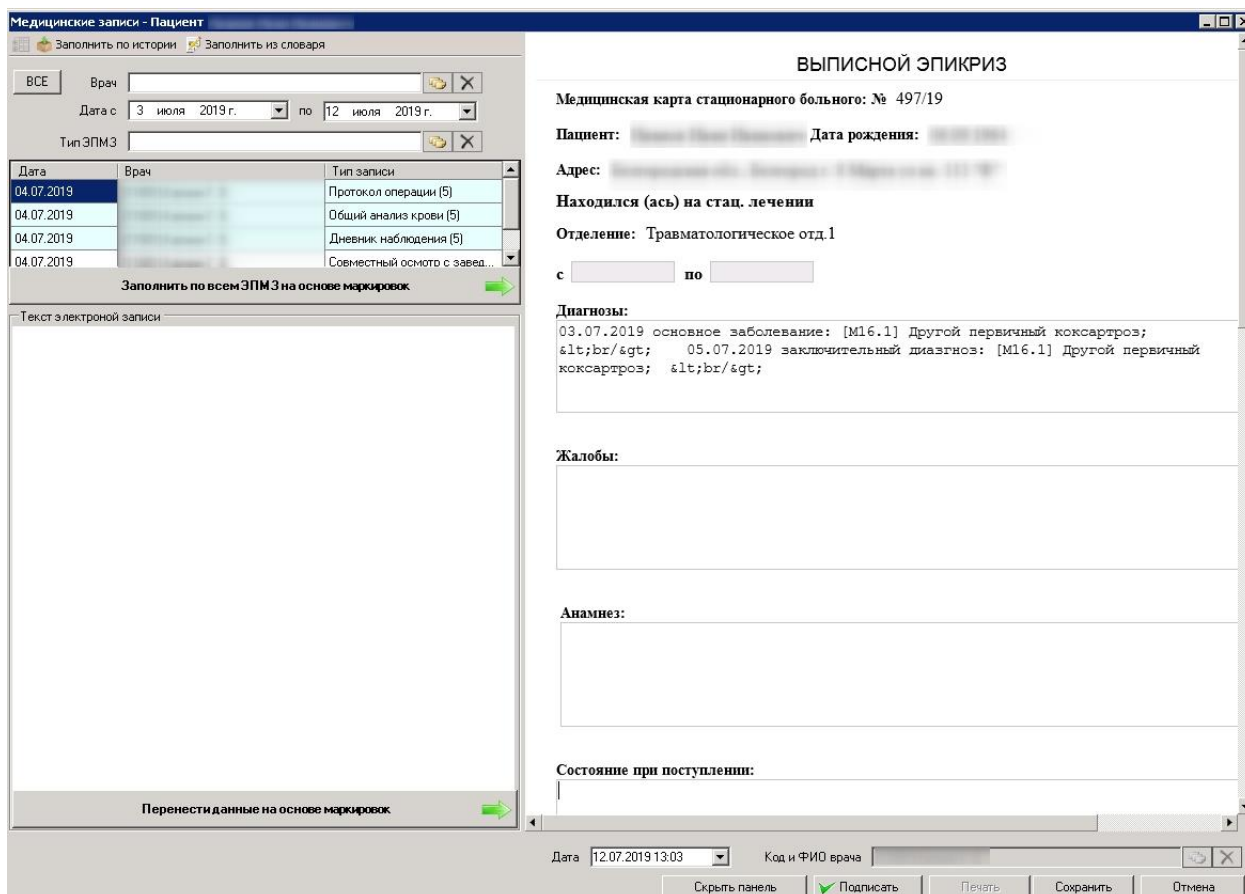 Медицинские записи - Пациент
Заполнить по истории Заполнить из словаря
ВСЕ Врач
Дата с 3 июля 2019 г. по 12 июля 2019 г.
Тип ЭПМЗ
Дата Врач Тип записи
04.07.2019 Протокол операции (5)
04.07.2019 Общий анализ крови (5)
04.07.2019 Дневник наблюдения (5)
04.07.2019 Совместный осмотр с завед...
Заполнить по всем ЭПМЗ на основе маркировок
Текст электроной записи
Перенести данные на основе маркировок
ВЫПИСНОЙ ЭПИКРИЗ
Медицинская карта стационарного больного: № 497/19
Пациент: Дата рождения:
Адрес:
Находился (ась) на стац. лечении
Отделение: Травматологическое отд.1
с по
Диагнозы:
03.07.2019 основное заболевание: [M16.1] Другой первичный коксартроз;
&lt;br/&gt; 05.07.2019 заключительный диазгноз: [M16.1] Другой первичный
коксартроз; &lt;br/&gt;
Жалобы:
Анамнез:
Состояние при поступлении:
Дата 12.07.2019 13:03 Код и ФИО врача
Скрыть панель Подписать Печать Сохранить Отмена